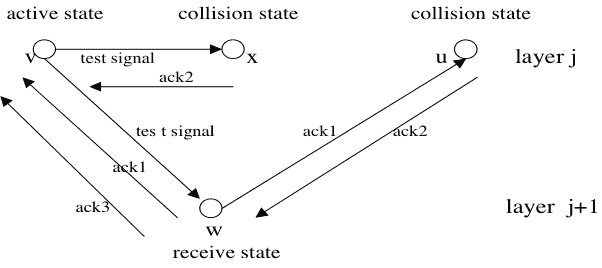 active state
collision state
collision state
v
test signal
x
u
layer j
ack2
tes t signal
ack1
ack2
ack1
ack3
w
layer j+1
receive state